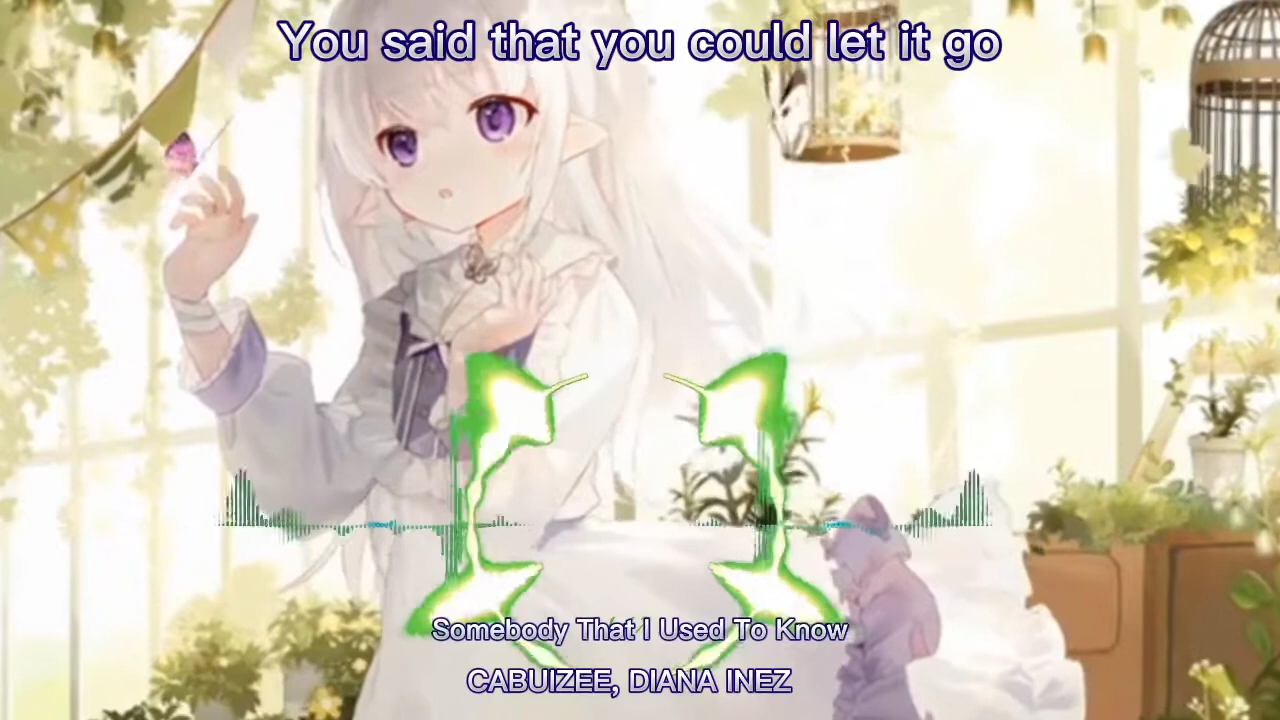 You said that you could let it go
Somebody That I Used To Know
CABUIZEE, DIANA INEZ